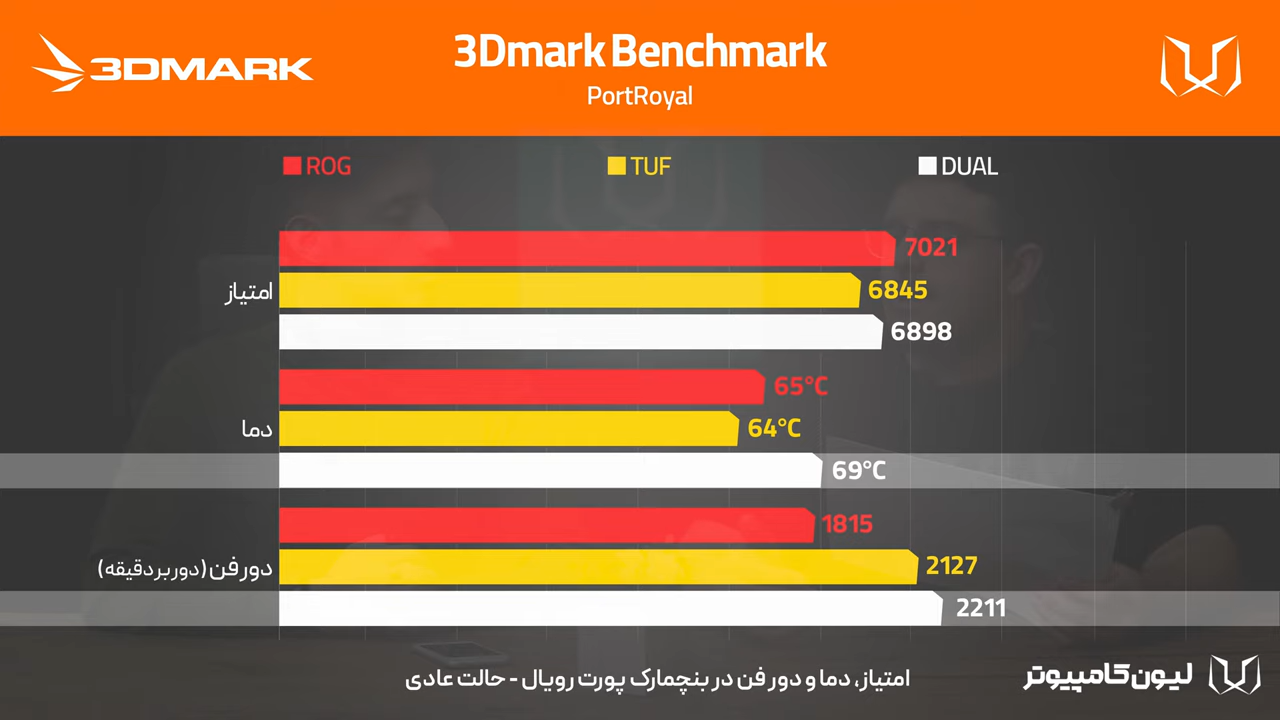 3DMARK
3Dmark Benchmark
PortRoyal
ROG
TUF
DUAL
7021
امتیاز
6845
6898
65°C
دما
64°C
69°C
1815
دور فن (دور بر دقیقه)
2127
2211
امتیاز، دما و دور فن در بنچمارک پورت رویال - حالت عادی
لیون کامپیوتر